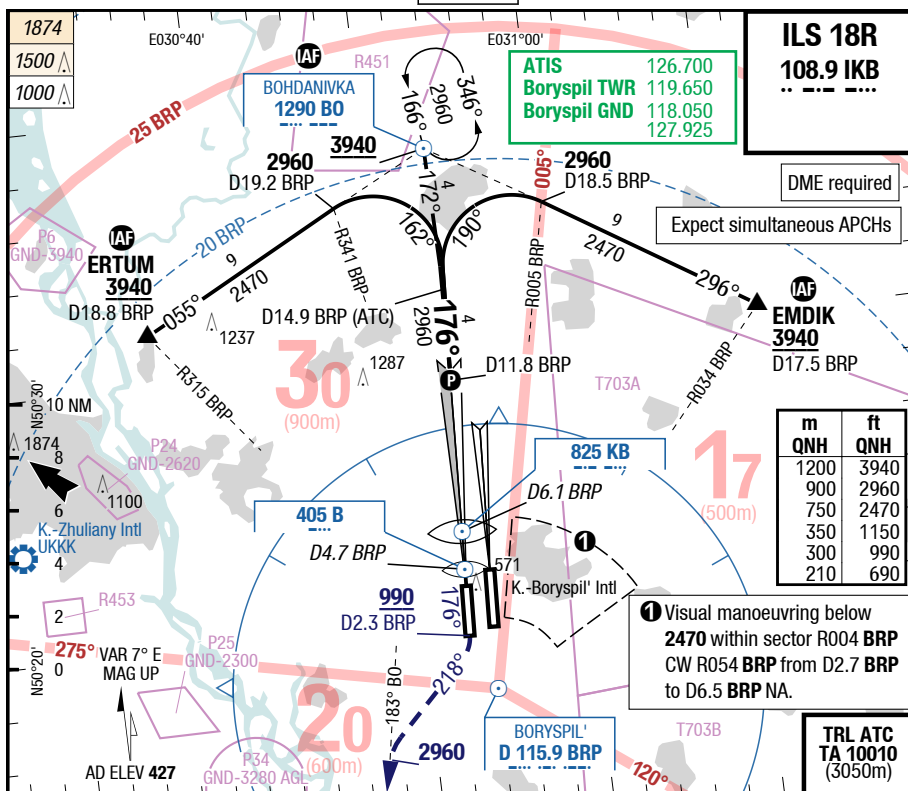 1874
1500
1000
E030°40'
E031°00'
IAF
R451
BOHDANIVKA
1290 BO
166°
2960
346°
ATIS 126.700
Boryspil TWR 119.650
Boryspil GND 118.050
127.925
ILS 18R
108.9 IKB
25 BRP
3940
2960
D19.2 BRP
4
172°
005°
2960
D18.5 BRP
DME required
Expect simultaneous APCHs
P6
GND-3940
IAF
ERTUM
3940
D18.8 BRP
20 BRP
9
2470
055°
R341 BRP
162°
190°
R005 BRP
9
2470
296°
IAF
EMDIK
3940
D17.5 BRP
D14.9 BRP (ATC)
176°
4
2960
1237
1287
R315 BRP
R034 BRP
P
D11.8 BRP
30
(900m)
T703A
N50°30'
10 NM
8
6
4
2
0
1874
P24
GND-2620
1100
K.-Zhuliany Intl
UKKK
825 KB
D6.1 BRP
17
(500m)
405 B
D4.7 BRP
571
1
K.-Boryspil' Intl
m ft
QNH QNH
1200 3940
900 2960
750 2470
350 1150
300 990
210 690
990
D2.3 BRP
176°
R453
1 Visual manoeuvring below
2470 within sector R004 BRP
CW R054 BRP from D2.7 BRP
to D6.5 BRP NA.
N50°20'
275°
VAR 7° E
MAG UP
P25
GND-2300
183° BO
218°
20
(600m)
2960
BORYSPIL'
D 115.9 BRP
T703B
120°
AD ELEV 427
P34
GND-3280 AGL
TRL ATC
TA 10010
(3050m)